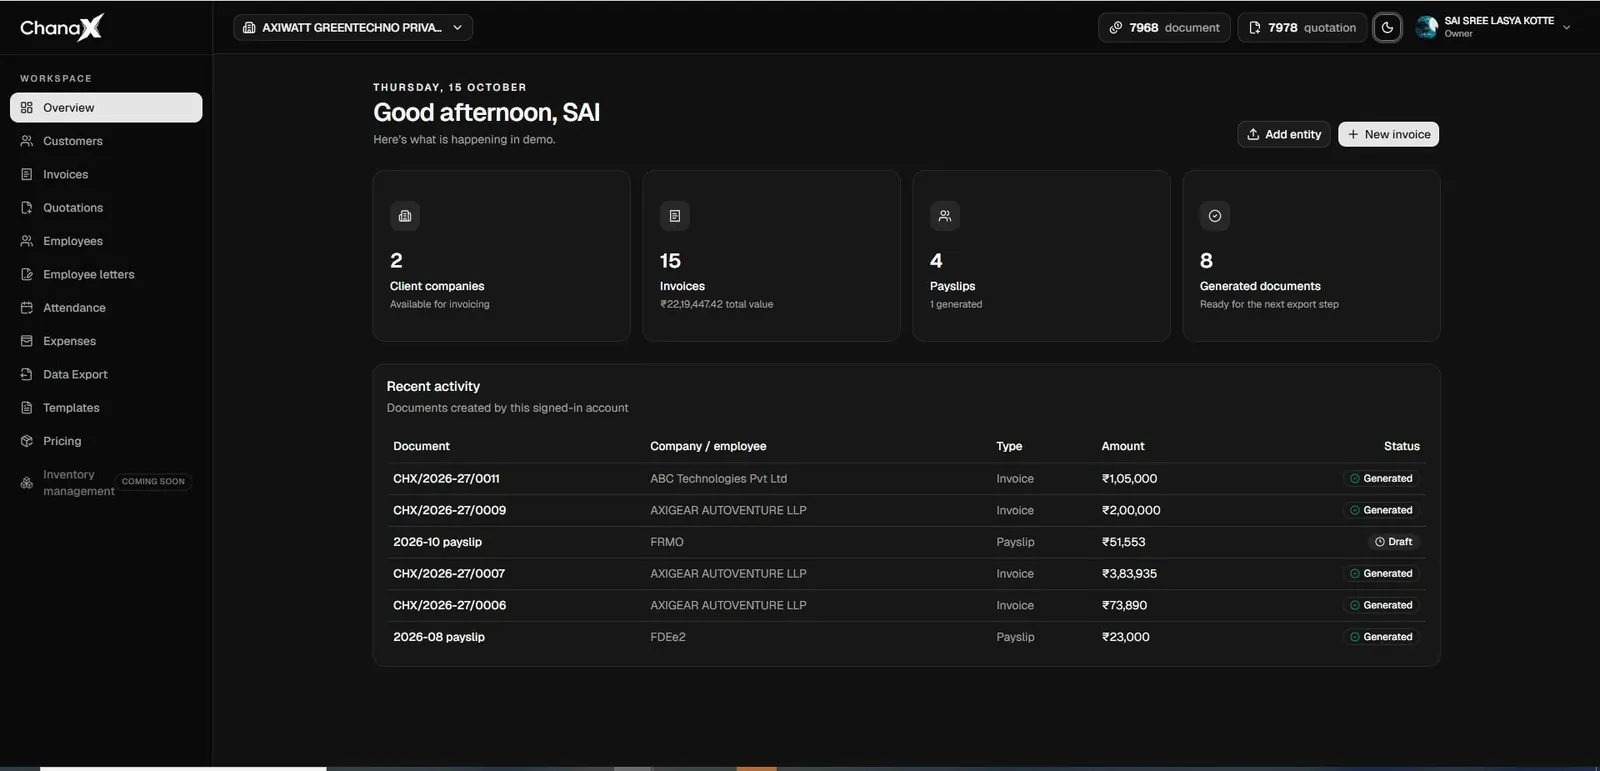 ChanaX
AXIWATT GREENTECHNO PRIVA...
7968 document
7978 quotation
SAI SREE LASYA KOTTE
Owner
WORKSPACE
Overview
Customers
Invoices
Quotations
Employees
Employee letters
Attendance
Expenses
Data Export
Templates
Pricing
Inventory
management
COMING SOON
THURSDAY, 15 OCTOBER
Good afternoon, SAI
Here's what is happening in demo.
Add entity
New invoice
2
Client companies
Available for invoicing
15
Invoices
₹22,19,447.42 total value
4
Payslips
1 generated
8
Generated documents
Ready for the next export step
Recent activity
Documents created by this signed-in account
Document Company / employee Type Amount Status
CHX/2026-27/0011 ABC Technologies Pvt Ltd Invoice ₹1,05,000 Generated
CHX/2026-27/0009 AXIGEAR AUTOVENTURE LLP Invoice ₹2,00,000 Generated
2026-10 payslip FRMO Payslip ₹51,553 Draft
CHX/2026-27/0007 AXIGEAR AUTOVENTURE LLP Invoice ₹3,83,935 Generated
CHX/2026-27/0006 AXIGEAR AUTOVENTURE LLP Invoice ₹73,890 Generated
2026-08 payslip FDEe2 Payslip ₹23,000 Generated